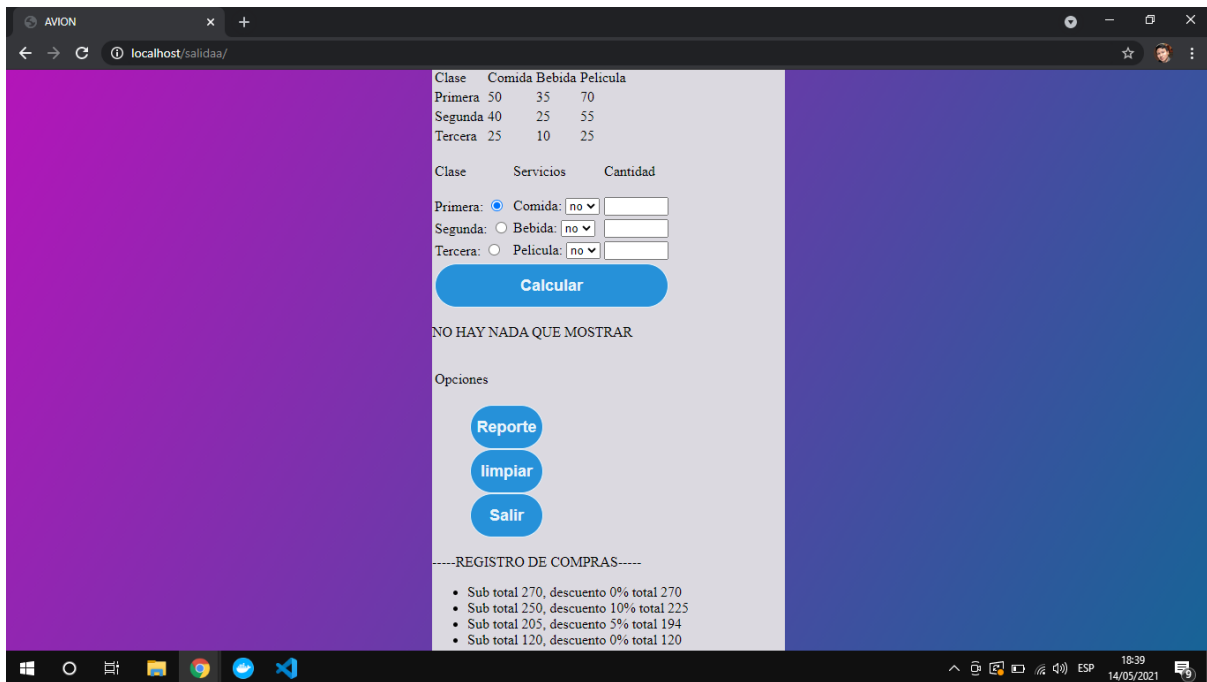 AVION
localhost/salidaa/
Clase Comida Bebida Pelicula
Primera 50 35 70
Segunda 40 25 55
Tercera 25 10 25
Clase Servicios Cantidad
Primera: Comida: no
Segunda: Bebida: no
Tercera: Pelicula: no
Calcular
NO HAY NADA QUE MOSTRAR
Opciones
Reporte
limpiar
Salir
-----REGISTRO DE COMPRAS-----
• Sub total 270, descuento 0% total 270
• Sub total 250, descuento 10% total 225
• Sub total 205, descuento 5% total 194
• Sub total 120, descuento 0% total 120
ESP
18:39
14/05/2021
9